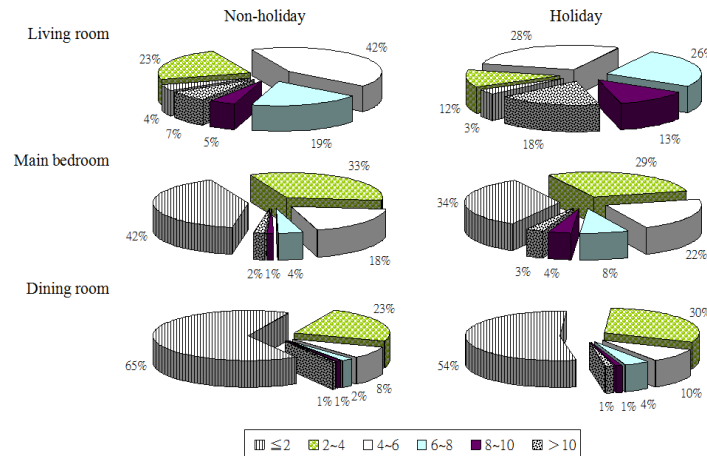 Non-holiday Holiday
Living room
42%
28%
26%
23%
12%
4%
3%
7%
18%
13%
5%
19%
Main bedroom
33%
29%
34%
42%
18%
22%
2% 1% 4%
3% 4% 8%
Dining room
23%
30%
65%
54%
8%
10%
1% 1% 2%
1% 1% 4%
≦2 2~4 4~6 6~8 8~10 ＞10